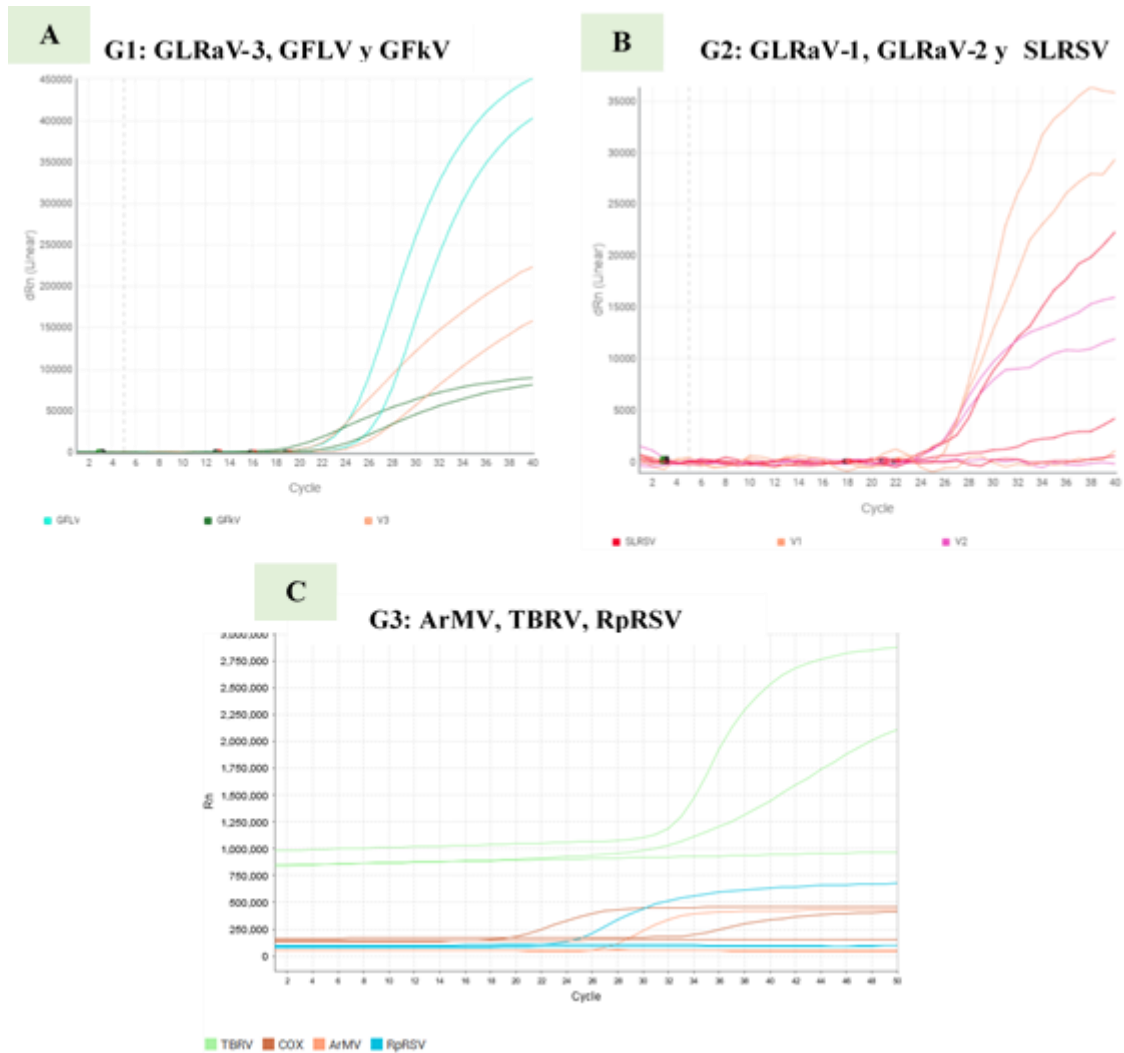 A
G1: GLRaV-3, GFLV y GFkV
450000
400000
350000
300000
250000
200000
150000
100000
50000
0
dRn (Linear)
2 4 6 8 10 12 14 16 18 20 22 24 26 28 30 32 34 36 38 40
Cycle
GFLV GFkV V3
B
G2: GLRaV-1, GLRaV-2 y SLRSV
35000
30000
25000
20000
15000
10000
5000
0
dRn (Linear)
2 4 6 8 10 12 14 16 18 20 22 24 26 28 30 32 34 36 38 40
Cycle
SLRSV V1 V2
C
G3: ArMV, TBRV, RpRSV
3,000,000
2,750,000
2,500,000
2,250,000
2,000,000
1,750,000
1,500,000
1,250,000
1,000,000
750,000
500,000
250,000
0
Rn
2 4 6 8 10 12 14 16 18 20 22 24 26 28 30 32 34 36 38 40 42 44 46 48 50
Cycle
TBRV COX ArMV RpRSV